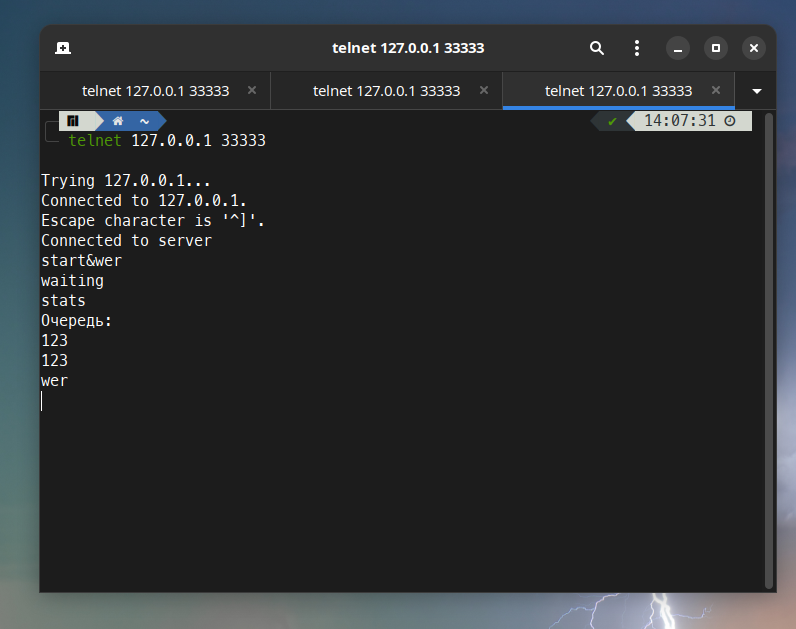 telnet 127.0.0.1 33333
telnet 127.0.0.1 33333
telnet 127.0.0.1 33333
telnet 127.0.0.1 33333
~ ✔ 14:07:31
telnet 127.0.0.1 33333
Trying 127.0.0.1...
Connected to 127.0.0.1.
Escape character is '^]'.
Connected to server
start&wer
waiting
stats
Очередь:
123
123
wer